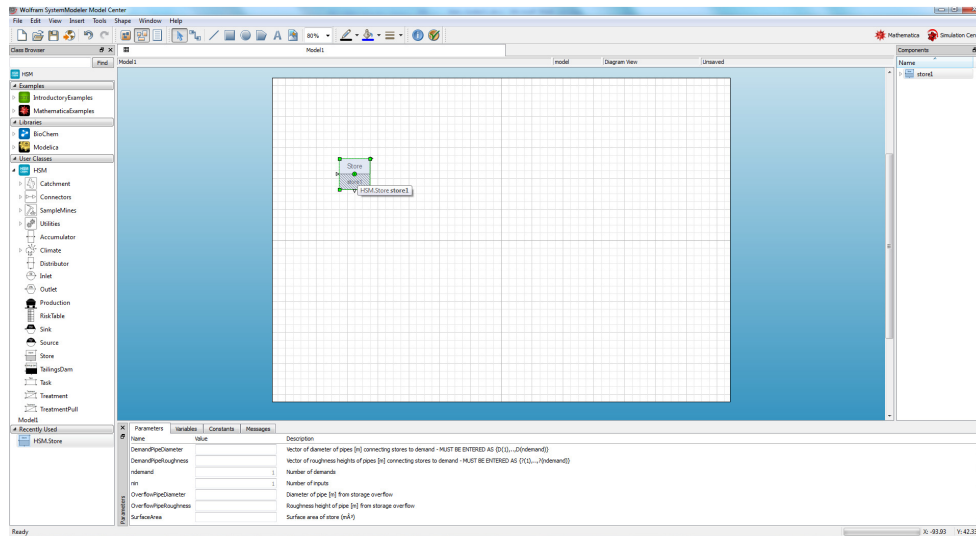 Wolfram SystemModeler Model Center
File Edit View Insert Tools Shape Window Help
80%
Mathematica
Simulation Cen
Class Browser
Model1
Components
Find
Model1
model
Diagram View
Unsaved
Name
HSM
store1
Examples
IntroductoryExamples
MathematicaExamples
Libraries
BioChem
Modelica
User Classes
HSM
Catchment
Connectors
SampleMines
Utilities
Accumulator
Climate
Distributor
Inlet
Outlet
Production
RiskTable
Sink
Source
Store
TailingsDam
Task
Treatment
TreatmentPull
Model1
Recently Used
HSM.Store
Store
store1
HSM.Store store1
Parameters Variables Constants Messages
Name Value Description
DemandPipeDiameter Vector of diameter of pipes [m] connecting stores to demand - MUST BE ENTERED AS {D(1),..,D(ndemand)}
DemandPipeRoughness Vector of roughness heights of pipes [m] connecting stores to demand - MUST BE ENTERED AS {?(1),..,?(ndemand)}
ndemand 1 Number of demands
nin 1 Number of inputs
OverflowPipeDiameter Diameter of pipe [m] from storage overflow
OverflowPipeRoughness Roughness height of pipe [m] from storage overflow
SurfaceArea Surface area of store (mÂ²)
Parameters
Ready
X: -93.93 Y: 42.33